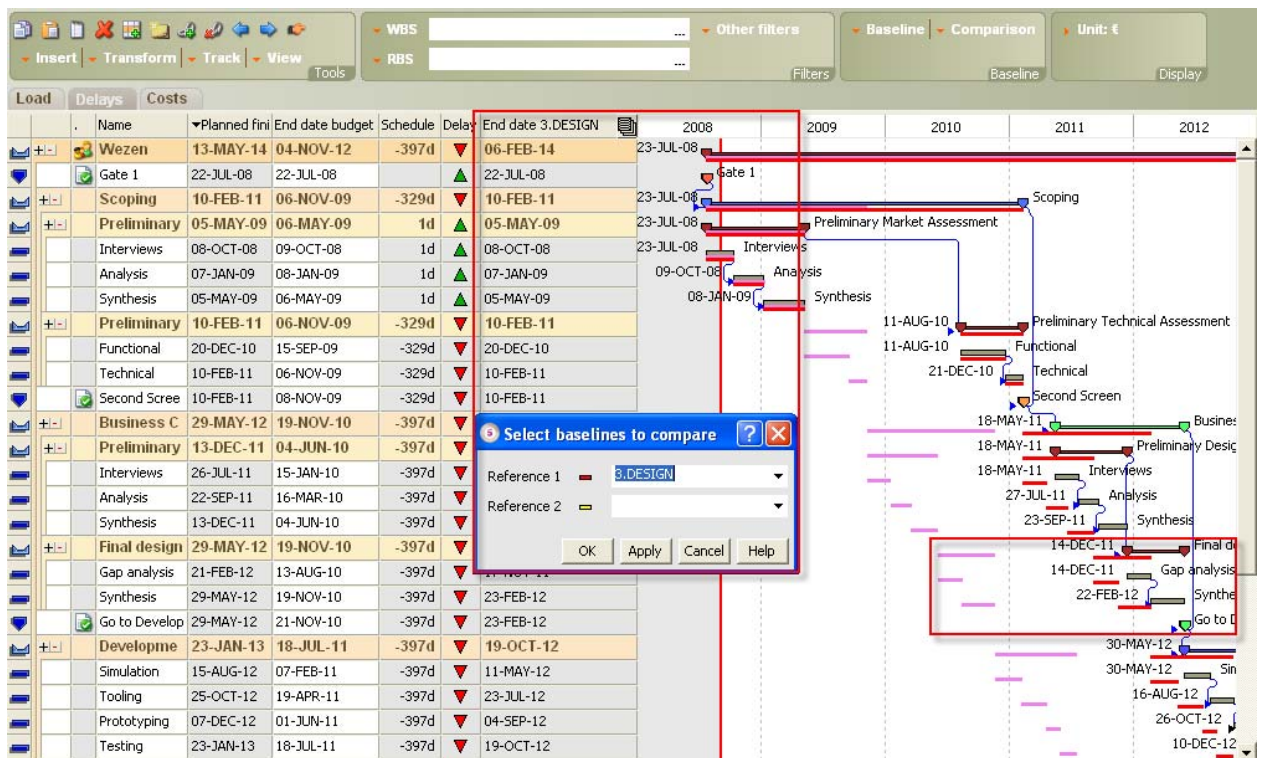 WBS ... Other filters Baseline Comparison Unit: €
Insert Transform Track View RBS ...
Tools Filters Baseline Display
Load Delays Costs
. Name Planned fini End date budget Schedule Delay End date 3.DESIGN 2008 2009 2010 2011 2012
Wezen 13-MAY-14 04-NOV-12 -397d 06-FEB-14 23-JUL-08
Gate 1 22-JUL-08 22-JUL-08 22-JUL-08 Gate 1
Scoping 10-FEB-11 06-NOV-09 -329d 10-FEB-11 23-JUL-08 Scoping
Preliminary 05-MAY-09 06-MAY-09 1d 05-MAY-09 23-JUL-08 Preliminary Market Assessment
Interviews 08-OCT-08 09-OCT-08 1d 08-OCT-08 23-JUL-08 Interviews
Analysis 07-JAN-09 08-JAN-09 1d 07-JAN-09 09-OCT-08 Analysis
Synthesis 05-MAY-09 06-MAY-09 1d 05-MAY-09 08-JAN-09 Synthesis
Preliminary 10-FEB-11 06-NOV-09 -329d 10-FEB-11 11-AUG-10 Preliminary Technical Assessment
Functional 20-DEC-10 15-SEP-09 -329d 20-DEC-10 11-AUG-10 Functional
Technical 10-FEB-11 06-NOV-09 -329d 10-FEB-11 21-DEC-10 Technical
Second Scree 10-FEB-11 08-NOV-09 -329d 10-FEB-11 Second Screen
Business C 29-MAY-12 19-NOV-10 -397d 18-MAY-11 Busines
Preliminary 13-DEC-11 04-JUN-10 -397d 18-MAY-11 Preliminary Desig
Interviews 26-JUL-11 15-JAN-10 -397d 18-MAY-11 Interviews
Analysis 22-SEP-11 16-MAR-10 -397d 27-JUL-11 Analysis
Synthesis 13-DEC-11 04-JUN-10 -397d 23-SEP-11 Synthesis
Final design 29-MAY-12 19-NOV-10 -397d 14-DEC-11 Final de
Gap analysis 21-FEB-12 13-AUG-10 -397d 14-DEC-11 Gap analysis
Synthesis 29-MAY-12 19-NOV-10 -397d 23-FEB-12 22-FEB-12 Synthe
Go to Develop 29-MAY-12 21-NOV-10 -397d 23-FEB-12 Go to D
Developme 23-JAN-13 18-JUL-11 -397d 19-OCT-12 30-MAY-12
Simulation 15-AUG-12 07-FEB-11 -397d 11-MAY-12 30-MAY-12 Sin
Tooling 25-OCT-12 19-APR-11 -397d 23-JUL-12 16-AUG-12
Prototyping 07-DEC-12 01-JUN-11 -397d 04-SEP-12 26-OCT-12
Testing 23-JAN-13 18-JUL-11 -397d 19-OCT-12 10-DEC-12
Select baselines to compare
Reference 1 3.DESIGN
Reference 2
OK Apply Cancel Help